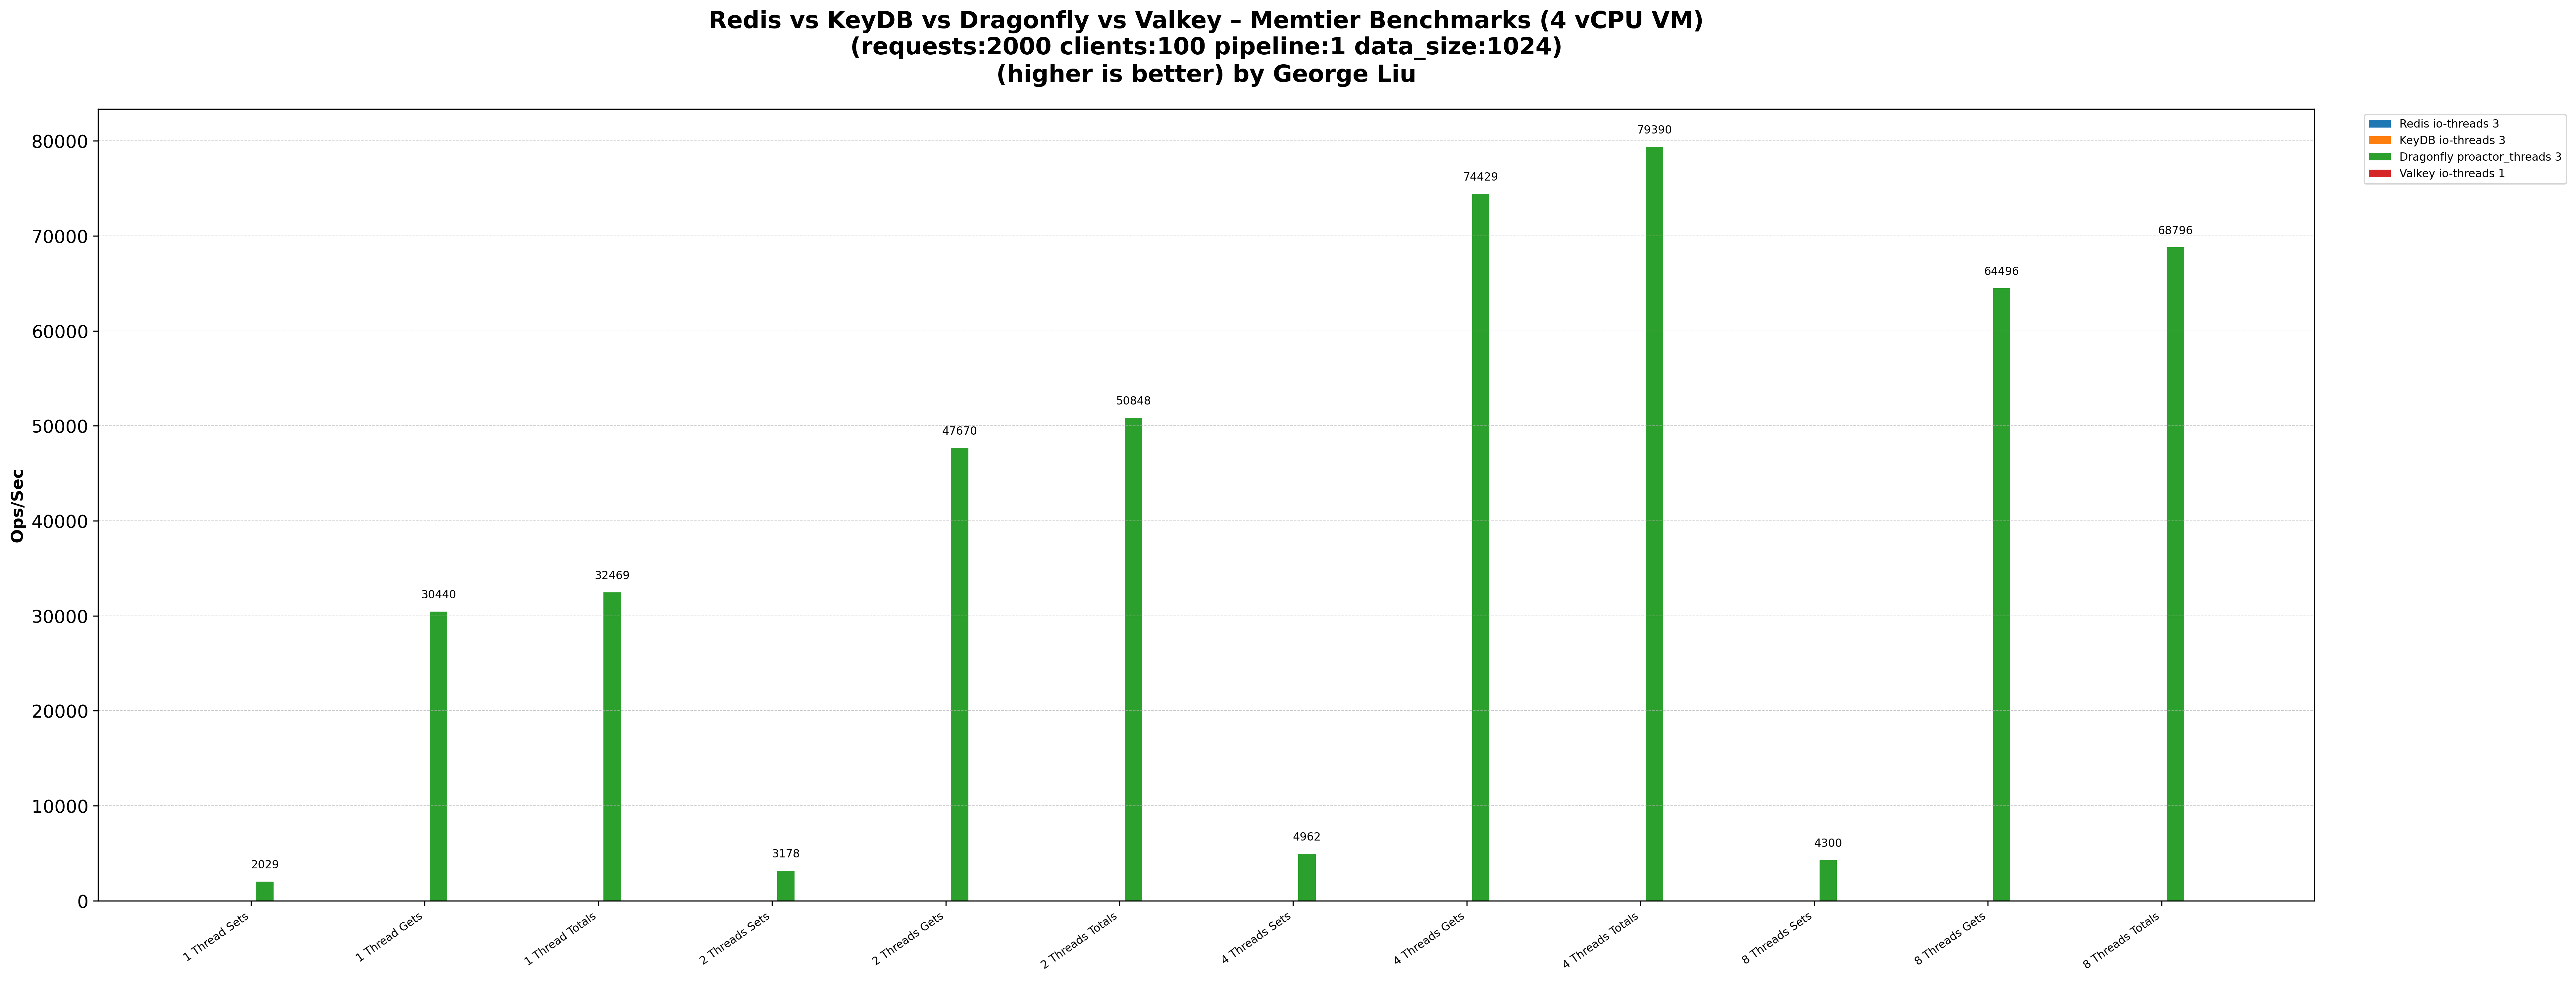 Redis vs KeyDB vs Dragonfly vs Valkey – Memtier Benchmarks (4 vCPU VM)
(requests:2000 clients:100 pipeline:1 data_size:1024)
(higher is better) by George Liu
Redis io-threads 3
KeyDB io-threads 3
Dragonfly proactor_threads 3
Valkey io-threads 1
Ops/Sec
80000
70000
60000
50000
40000
30000
20000
10000
0
2029
30440
32469
3178
47670
50848
4962
74429
79390
4300
64496
68796
1 Thread Sets
1 Thread Gets
1 Thread Totals
2 Threads Sets
2 Threads Gets
2 Threads Totals
4 Threads Sets
4 Threads Gets
4 Threads Totals
8 Threads Sets
8 Threads Gets
8 Threads Totals